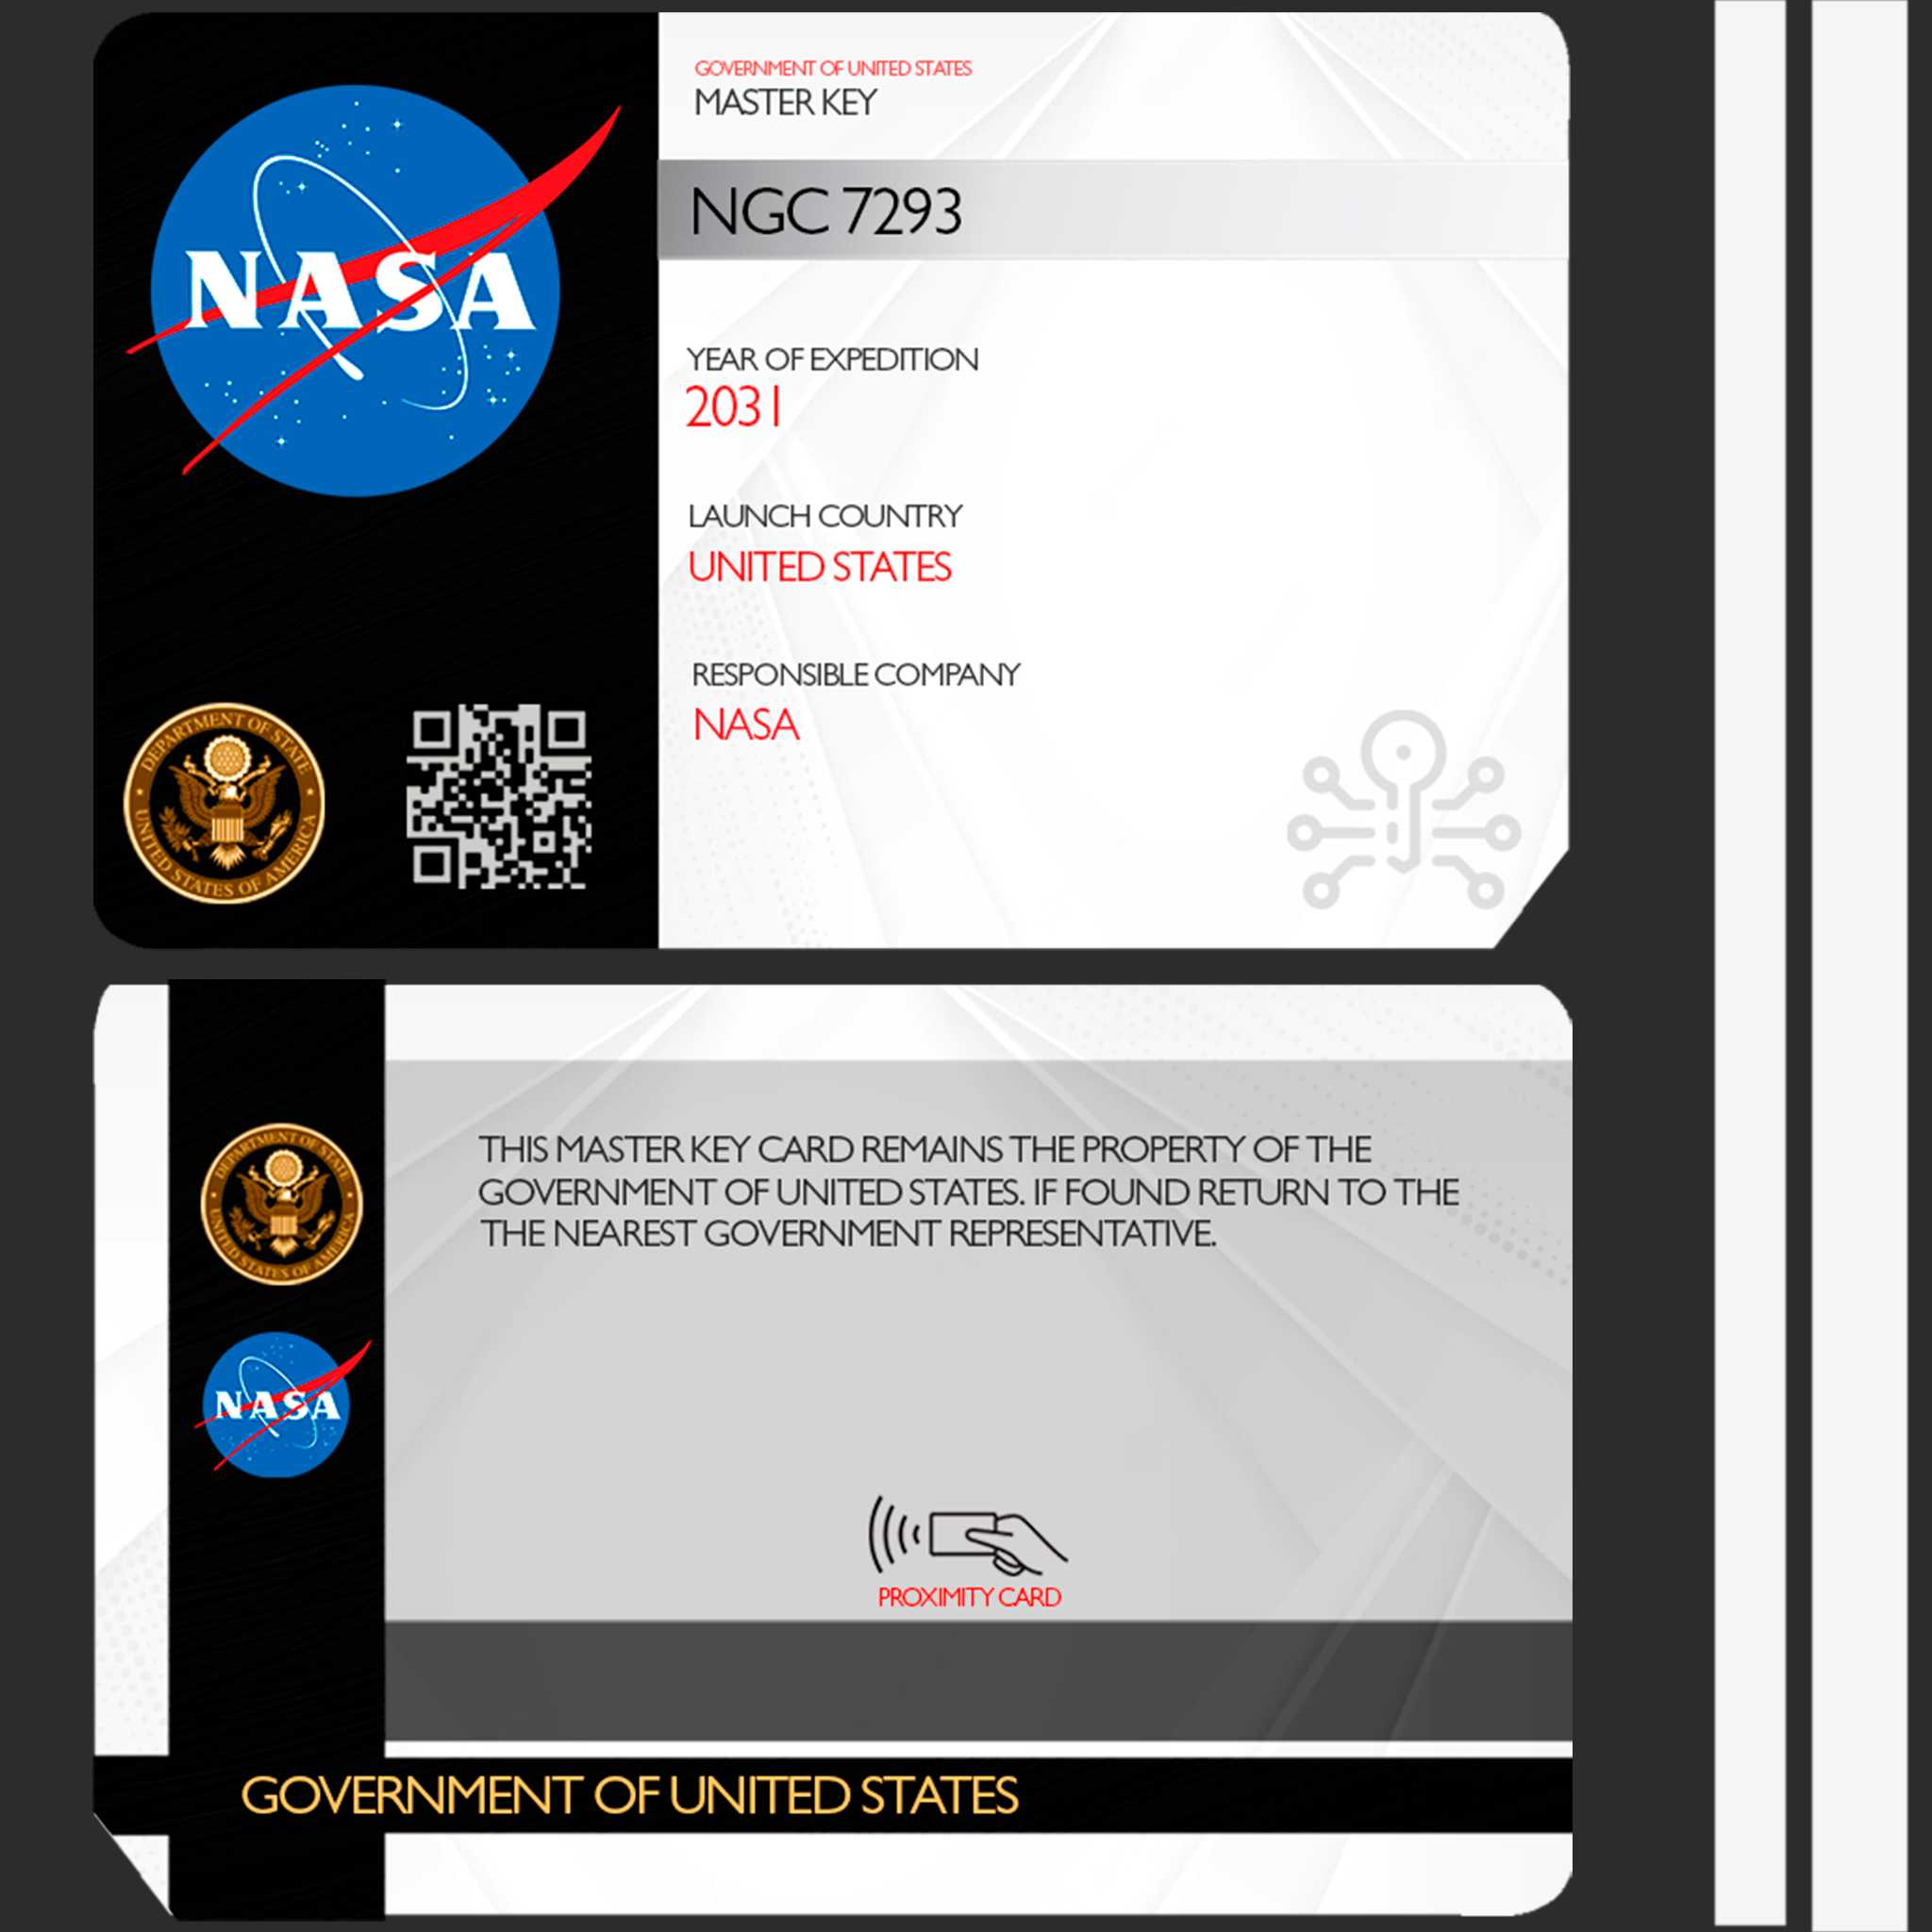 GOVERNMENT OF UNITED STATES
MASTER KEY
NASA
NGC 7293
YEAR OF EXPEDITION
2031
LAUNCH COUNTRY
UNITED STATES
RESPONSIBLE COMPANY
NASA
DEPARTMENT OF STATE
UNITED STATES OF AMERICA
THIS MASTER KEY CARD REMAINS THE PROPERTY OF THE
GOVERNMENT OF UNITED STATES. IF FOUND RETURN TO THE
THE NEAREST GOVERNMENT REPRESENTATIVE.
DEPARTMENT OF STATE
UNITED STATES OF AMERICA
NASA
PROXIMITY CARD
GOVERNMENT OF UNITED STATES